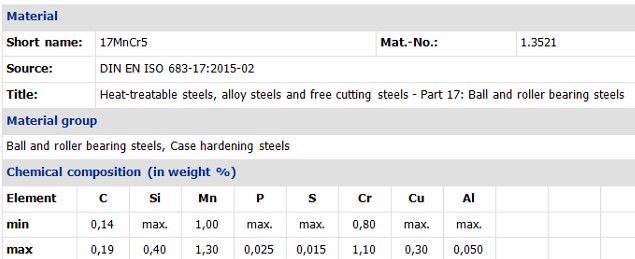 Material
Short name: 17MnCr5 Mat.-No.: 1.3521
Source: DIN EN ISO 683-17:2015-02
Title: Heat-treatable steels, alloy steels and free cutting steels - Part 17: Ball and roller bearing steels
Material group
Ball and roller bearing steels, Case hardening steels
Chemical composition (in weight %)
Element C Si Mn P S Cr Cu Al
min 0,14 max. 1,00 max. max. 0,80 max. max.
max 0,19 0,40 1,30 0,025 0,015 1,10 0,30 0,050